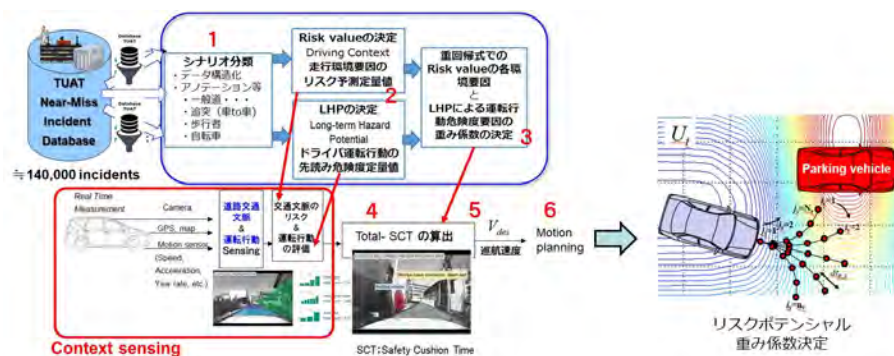 1
シナリオ分類
・データ構造化
・アノテーション等
・一般道・・・
・追突（車to車）
・歩行者
・自転車
Database
TUAT
Near-Miss
Incident
Database
Database
≒140,000 incidents
Risk valueの決定
Driving Context
走行環境要因の
リスク予測定量値
2
LHPの決定
Long-term Hazard
Potential
ドライバ運転行動の
先読み危険度定量値
重回帰式での
Risk valueの各環
境要因
と
LHPによる運転行
動危険度要因の
重み係数の決定
3
Real Time
Measurement
Camera
GPS, map
Motion sensor
(Speed,
Acceleration,
Yaw rate, etc.)
道路交通
文脈
&
運転行動
Sensing
交通文脈の
リスク
&
運転行動
の評価
Context sensing
4
Total- SCT の算出
SCT:Safety Cushion Time
5
Vdes
巡航速度
6
Motion
planning
Ut
Parking vehicle
リスクポテンシャル
重み係数決定